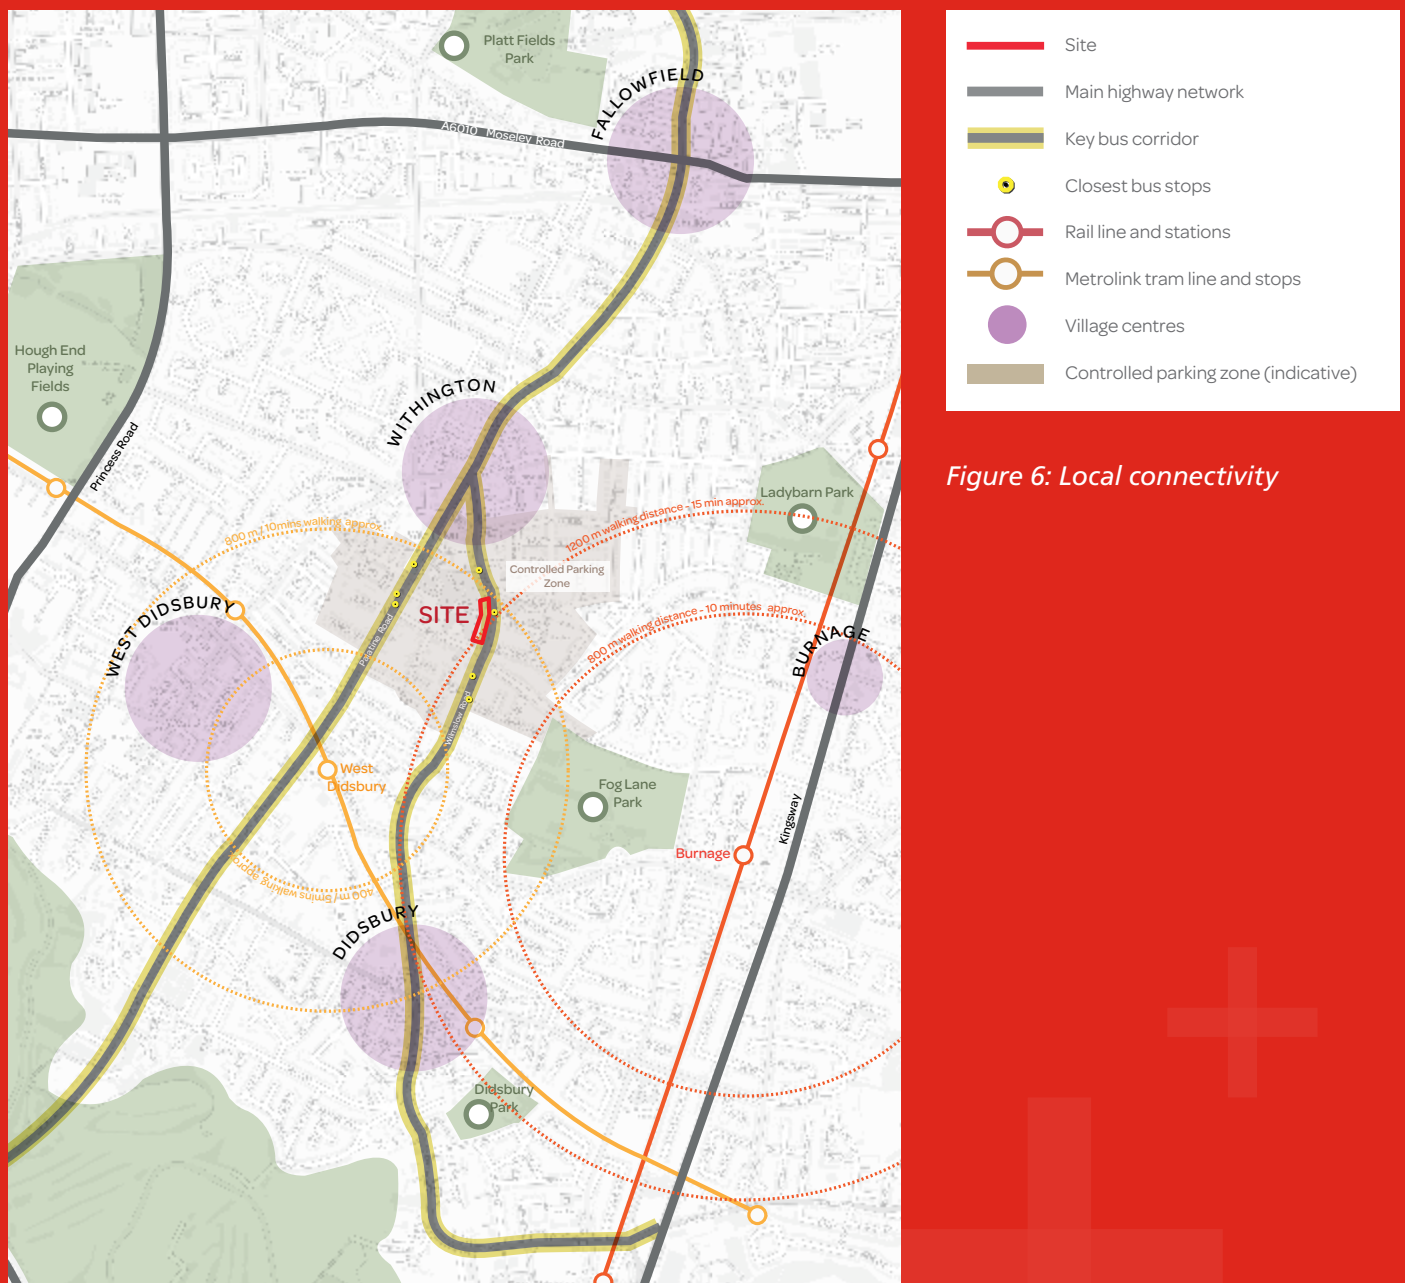 Platt Fields
Park
FALLOWFIELD
A6010 Moseley Road
Hough End
Playing
Fields
Princess Road
WITHINGTON
Ladybarn Park
1200 m walking distance - 15 min approx.
800 m / 10mins walking approx.
Controlled Parking
Zone
SITE
WEST DIDSBURY
Palatine Road
800 m walking distance - 10 minutes approx.
BURNAGE
Wilmslow Road
West
Didsbury
Fog Lane
Park
Kingsway
Burnage
400 m / 5mins walking approx.
DIDSBURY
Didsbury
Park
Site
Main highway network
Key bus corridor
Closest bus stops
Rail line and stations
Metrolink tram line and stops
Village centres
Controlled parking zone (indicative)
Figure 6: Local connectivity